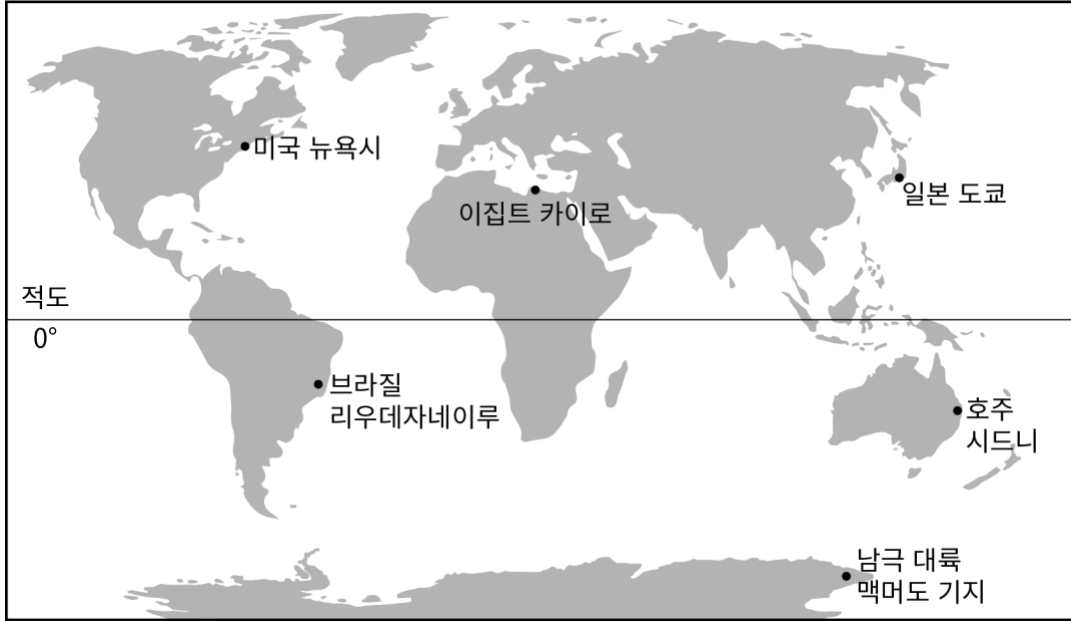 미국 뉴욕시
일본 도쿄
이집트 카이로
적도
0°
브라질
리우데자네이루
호주
시드니
남극 대륙
맥머도 기지